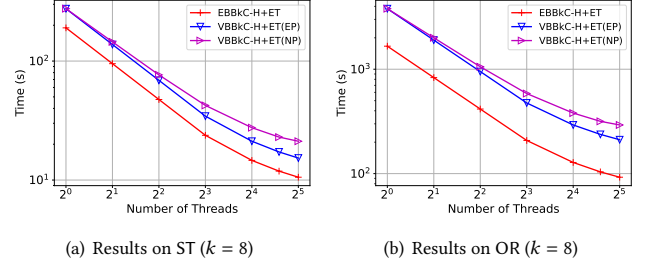 EBBkC-H+ET
VBBkC-H+ET(EP)
VBBkC-H+ET(NP)
10²
10¹
Time (s)
2⁰ 2¹ 2² 2³ 2⁴ 2⁵
Number of Threads
(a) Results on ST (k = 8)
EBBkC-H+ET
VBBkC-H+ET(EP)
VBBkC-H+ET(NP)
10³
10²
Time (s)
2⁰ 2¹ 2² 2³ 2⁴ 2⁵
Number of Threads
(b) Results on OR (k = 8)